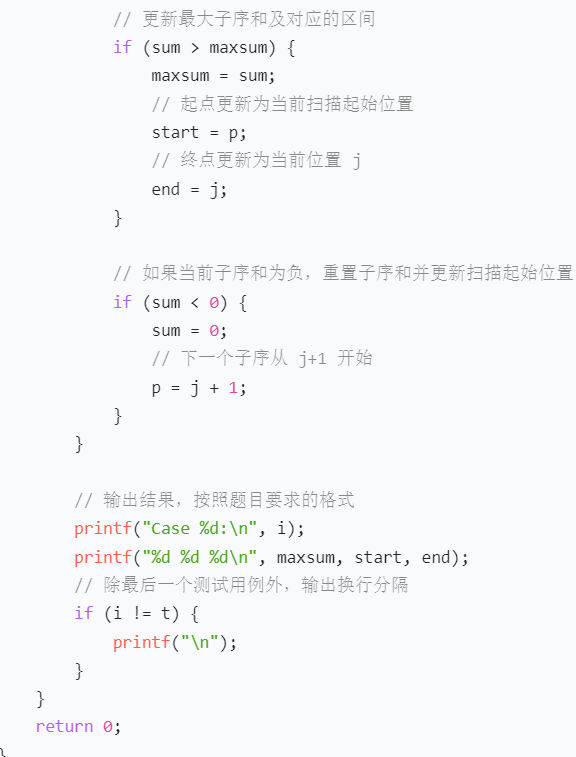 // 更新最大子序和及对应的区间
if (sum > maxsum) {
maxsum = sum;
// 起点更新为当前扫描起始位置
start = p;
// 终点更新为当前位置 j
end = j;
}
// 如果当前子序和为负，重置子序和并更新扫描起始位置
if (sum < 0) {
sum = 0;
// 下一个子序从 j+1 开始
p = j + 1;
}
}
// 输出结果，按照题目要求的格式
printf("Case %d:\n", i);
printf("%d %d %d\n", maxsum, start, end);
// 除最后一个测试用例外，输出换行分隔
if (i != t) {
printf("\n");
}
}
return 0;
}